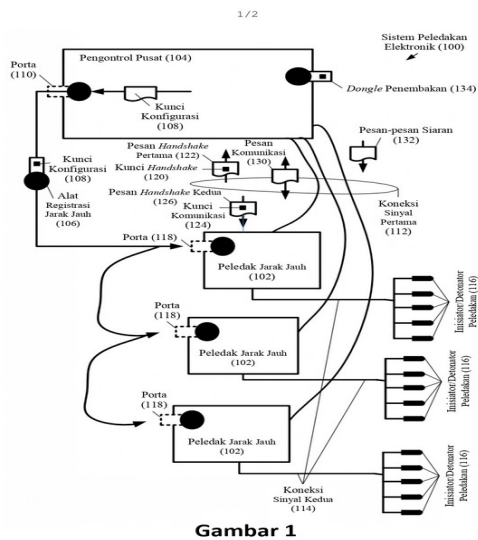 1/2
Sistem Peledakan
Elektronik (100)
Pengontrol Pusat (104)
Porta
(110)
Dongle Penembakan (134)
Kunci
Konfigurasi
(108)
Pesan-pesan Siaran
(132)
Pesan Handshake
Pertama (122)
Kunci Handshake
(120)
Pesan
Komunikasi
(130)
Kunci
Konfigurasi
(108)
Alat
Registrasi
Jarak Jauh
(106)
Pesan Handshake Kedua
(126)
Kunci
Komunikasi
(124)
Koneksi
Sinyal
Pertama
(112)
Porta (118)
Peledak Jarak Jauh
(102)
Inisiator/Detonator
Peledakan (116)
Porta
(118)
Peledak Jarak Jauh
(102)
Inisiator/Detonator
Peledakan (116)
Porta
(118)
Peledak Jarak Jauh
(102)
Inisiator/Detonator
Peledakan (116)
Koneksi
Sinyal Kedua
(114)
Gambar 1